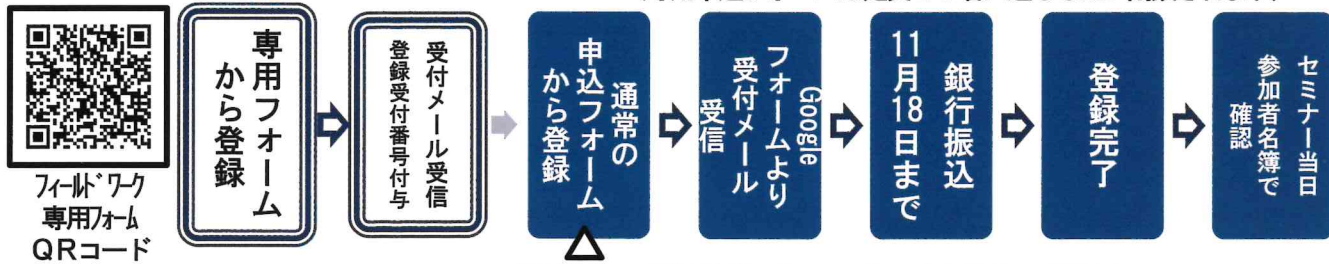 フィールドワーク
専用フォーム
QRコード
専用フォーム
から登録
受付メール受信
登録受付番号付与
通常の
申込フォーム
から登録
Google
フォームより
受付メール
受信
銀行振込
11月18日まで
登録完了
セミナー当日
参加者名簿で
確認